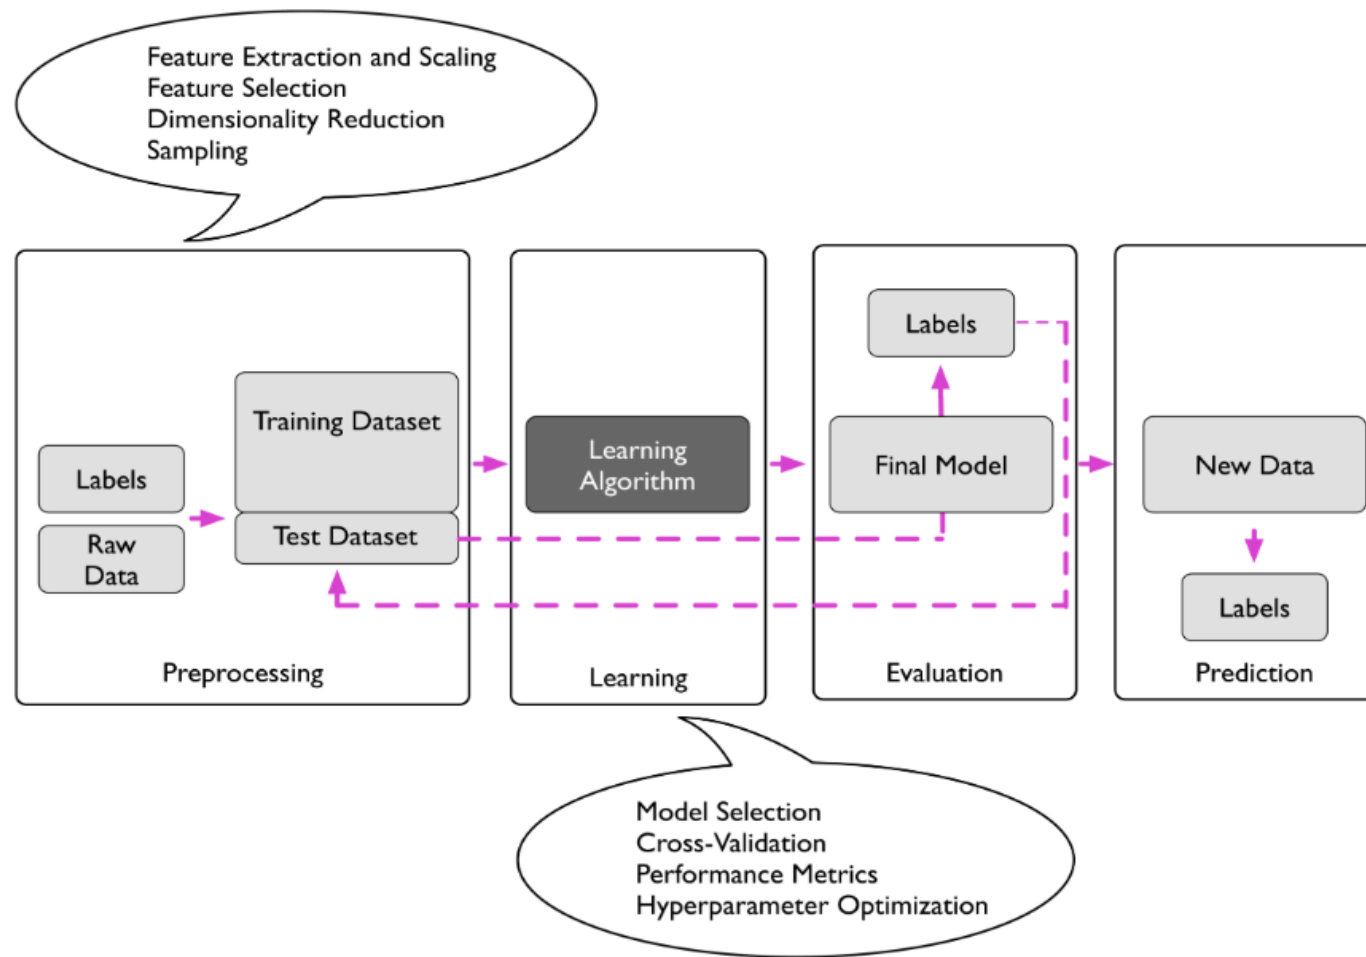 Feature Extraction and Scaling
Feature Selection
Dimensionality Reduction
Sampling
Labels
Raw
Data
Training Dataset
Test Dataset
Preprocessing
Learning
Algorithm
Learning
Labels
Final Model
Evaluation
New Data
Labels
Prediction
Model Selection
Cross-Validation
Performance Metrics
Hyperparameter Optimization